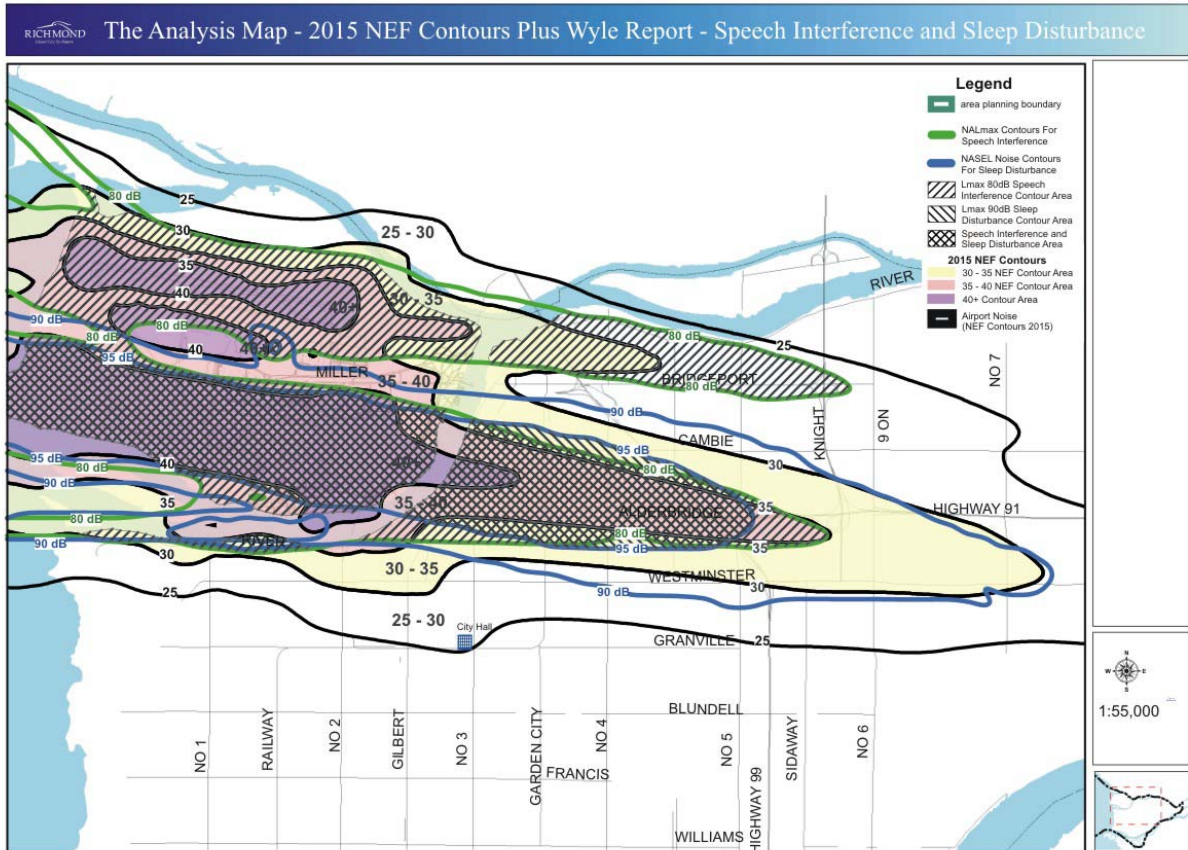 RICHMOND
The Analysis Map - 2015 NEF Contours Plus Wyle Report - Speech Interference and Sleep Disturbance
Legend
area planning boundary
NALmax Contours For
Speech Interference
NASEL Noise Contours
For Sleep Disturbance
Lmax 80dB Speech
Interference Contour Area
Lmax 90dB Sleep
Disturbance Contour Area
Speech Interference and
Sleep Disturbance Area
2015 NEF Contours
30 - 35 NEF Contour Area
35 - 40 NEF Contour Area
40+ Contour Area
Airport Noise
(NEF Contours 2015)
80 dB
25
30
25 - 30
35
40
40+
30 - 35
RIVER
90 dB
80 dB
80 dB
95 dB
40
80 dB
25
MILLER
35 - 40
BRIDGEPORT
80 dB
NO 7
90 dB
CAMBIE
KNIGHT
9 ON
95 dB
80 dB
90 dB
40
40+
95 dB
80 dB
30
35
35 - 40
ALDERBRIDGE
35
HIGHWAY 91
80 dB
80 dB
95 dB
35
90 dB
RIVER
30
30 - 35
WESTMINSTER
30
25
90 dB
25 - 30
City Hall
GRANVILLE
25
BLUNDELL
NO 1
RAILWAY
NO 2
GILBERT
NO 3
GARDEN CITY
NO 4
NO 5
SIDAWAY
NO 6
FRANCIS
HIGHWAY 99
WILLIAMS
N
W
E
S
1:55,000